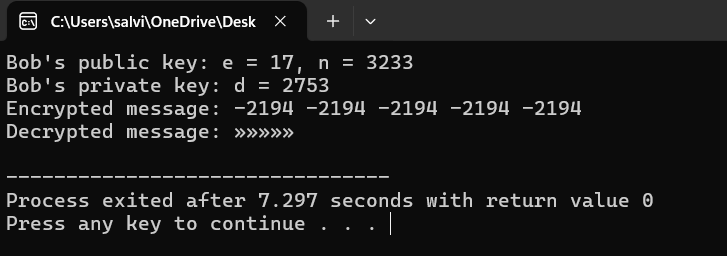 C:\Users\salvi\OneDrive\Desk
Bob's public key: e = 17, n = 3233
Bob's private key: d = 2753
Encrypted message: -2194 -2194 -2194 -2194 -2194
Decrypted message: »»»»»
--------------------------------
Process exited after 7.297 seconds with return value 0
Press any key to continue . . .